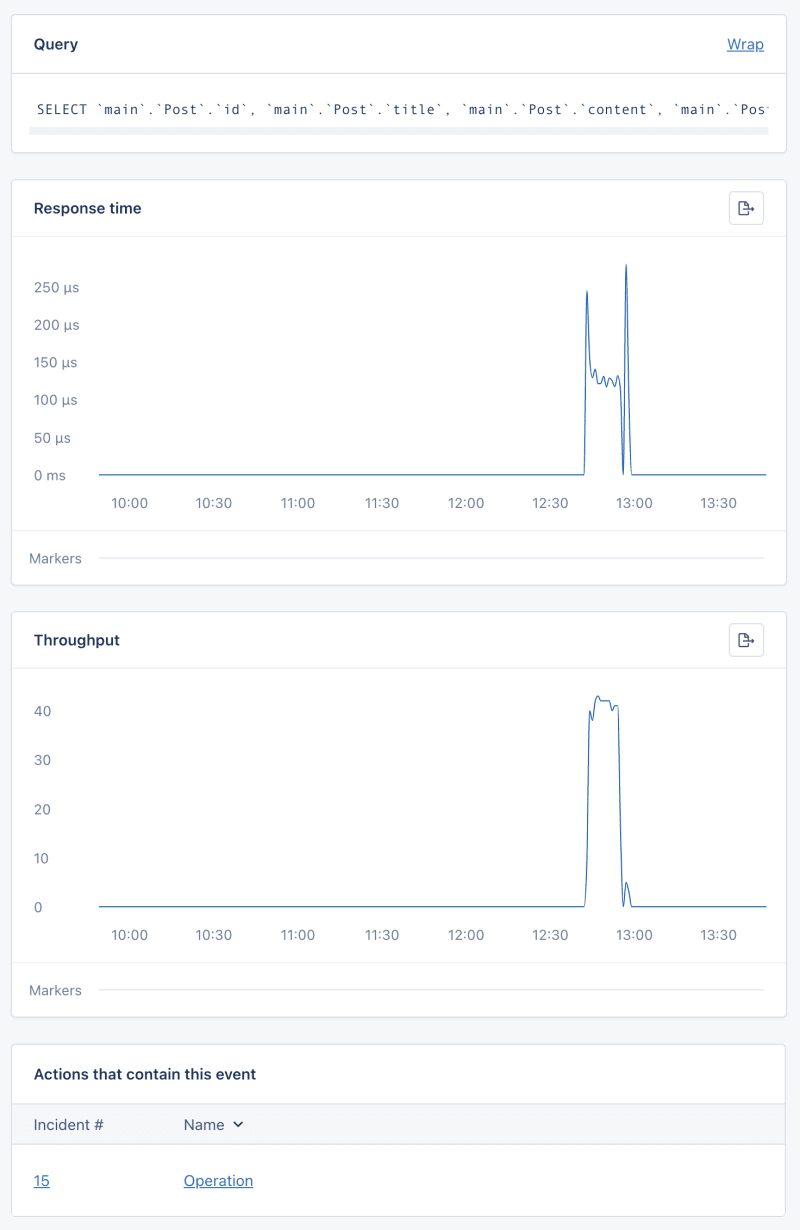 Query
Wrap
SELECT `main`.`Post`.`id`, `main`.`Post`.`title`, `main`.`Post`.`content`, `main`.`Pos
Response time
250 µs
200 µs
150 µs
100 µs
50 µs
0 ms
10:00 10:30 11:00 11:30 12:00 12:30 13:00 13:30
Markers
Throughput
40
30
20
10
0
10:00 10:30 11:00 11:30 12:00 12:30 13:00 13:30
Markers
Actions that contain this event
Incident # Name
15 Operation